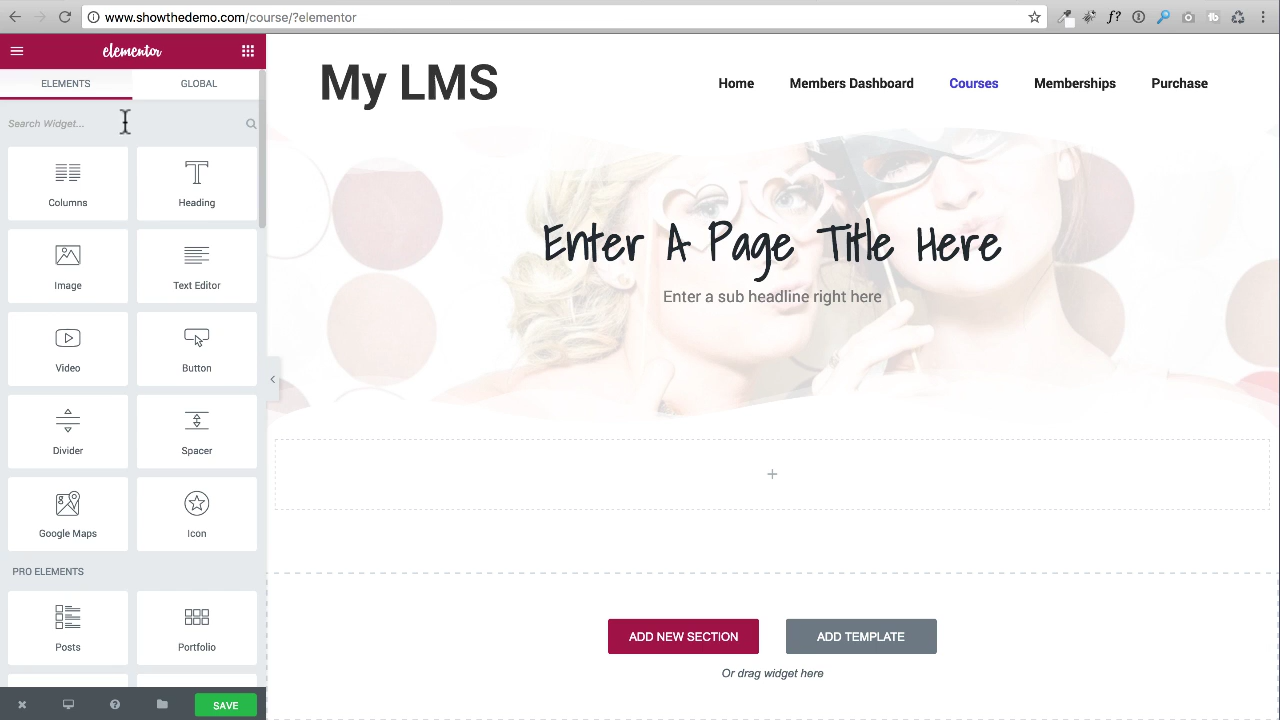 www.showthedemo.com/course/?elementor
elementor
ELEMENTS
GLOBAL
Search Widget...
Columns
Heading
Image
Text Editor
Video
Button
Divider
Spacer
Google Maps
Icon
PRO ELEMENTS
Posts
Portfolio
SAVE
My LMS
Home
Members Dashboard
Courses
Memberships
Purchase
Enter A Page Title Here
Enter a sub headline right here
ADD NEW SECTION
ADD TEMPLATE
Or drag widget here